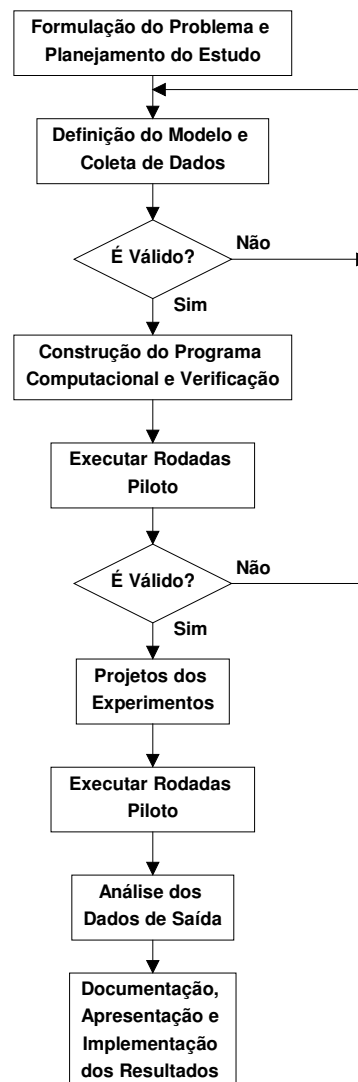 Formulação do Problema e
Planejamento do Estudo
Definição do Modelo e
Coleta de Dados
É Válido?
Não
Sim
Construção do Programa
Computacional e Verificação
Executar Rodadas
Piloto
É Válido?
Não
Sim
Projetos dos
Experimentos
Executar Rodadas
Piloto
Análise dos
Dados de Saída
Documentação,
Apresentação e
Implementação
dos Resultados